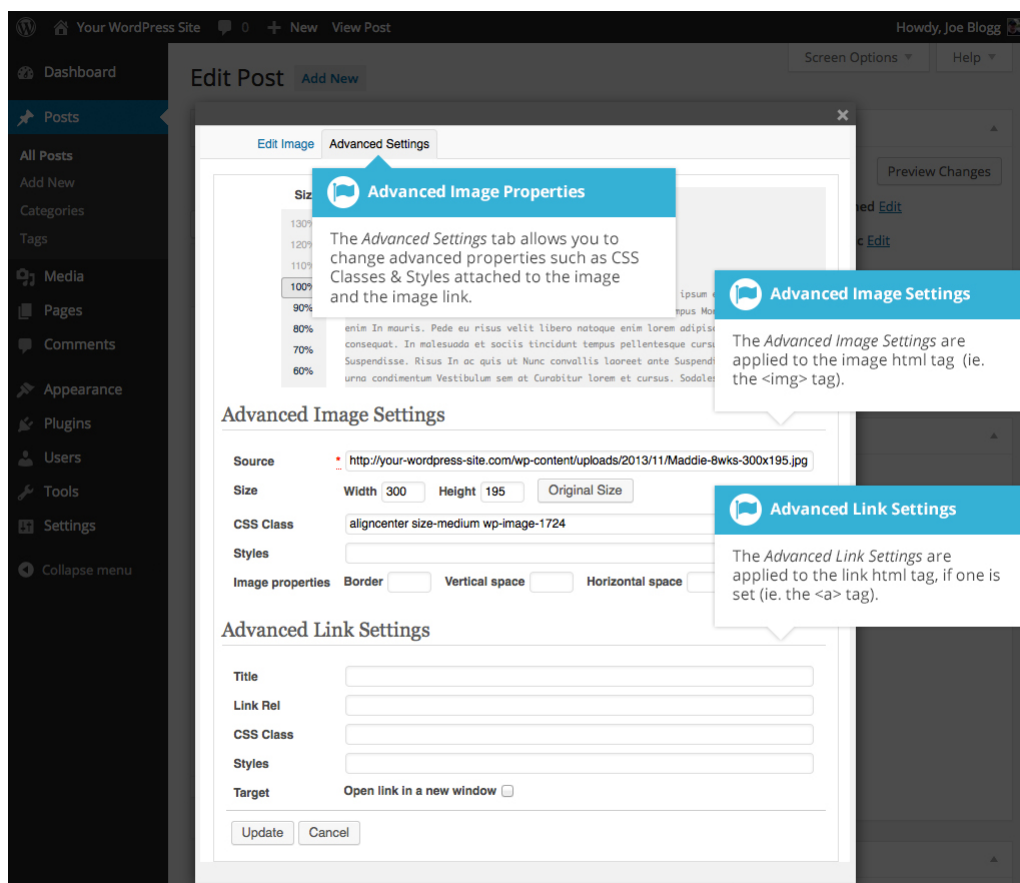 Your WordPress Site 0 + New View Post Howdy, Joe Blogg
Screen Options Help
Dashboard
Posts
All Posts
Add New
Categories
Tags
Media
Pages
Comments
Appearance
Plugins
Users
Tools
Settings
Collapse menu
Edit Post Add New
Preview Changes
Edit
Edit
Edit Image Advanced Settings
Advanced Image Properties
The Advanced Settings tab allows you to
change advanced properties such as CSS
Classes & Styles attached to the image
and the image link.
130%
120%
110%
100%
90%
80%
70%
60%
ipsum
enim In mauris. Pede eu risus velit libero natoque enim lorem
consequat. In malesuada et sociis tincidunt tempus pellentesque
Suspendisse. Risus In ac quis ut Nunc convallis laoreet ante
urna condimentum Vestibulum sem at Curabitur lorem et cursus.
Advanced Image Settings
The Advanced Image Settings are
applied to the image html tag (ie.
the <img> tag).
Advanced Image Settings
Source * http://your-wordpress-site.com/wp-content/uploads/2013/11/Maddie-8wks-300x195.jpg
Size Width 300 Height 195 Original Size
CSS Class aligncenter size-medium wp-image-1724
Styles
Image properties Border Vertical space Horizontal space
Advanced Link Settings
The Advanced Link Settings are
applied to the link html tag, if one is
set (ie. the <a> tag).
Advanced Link Settings
Title
Link Rel
CSS Class
Styles
Target Open link in a new window
Update Cancel